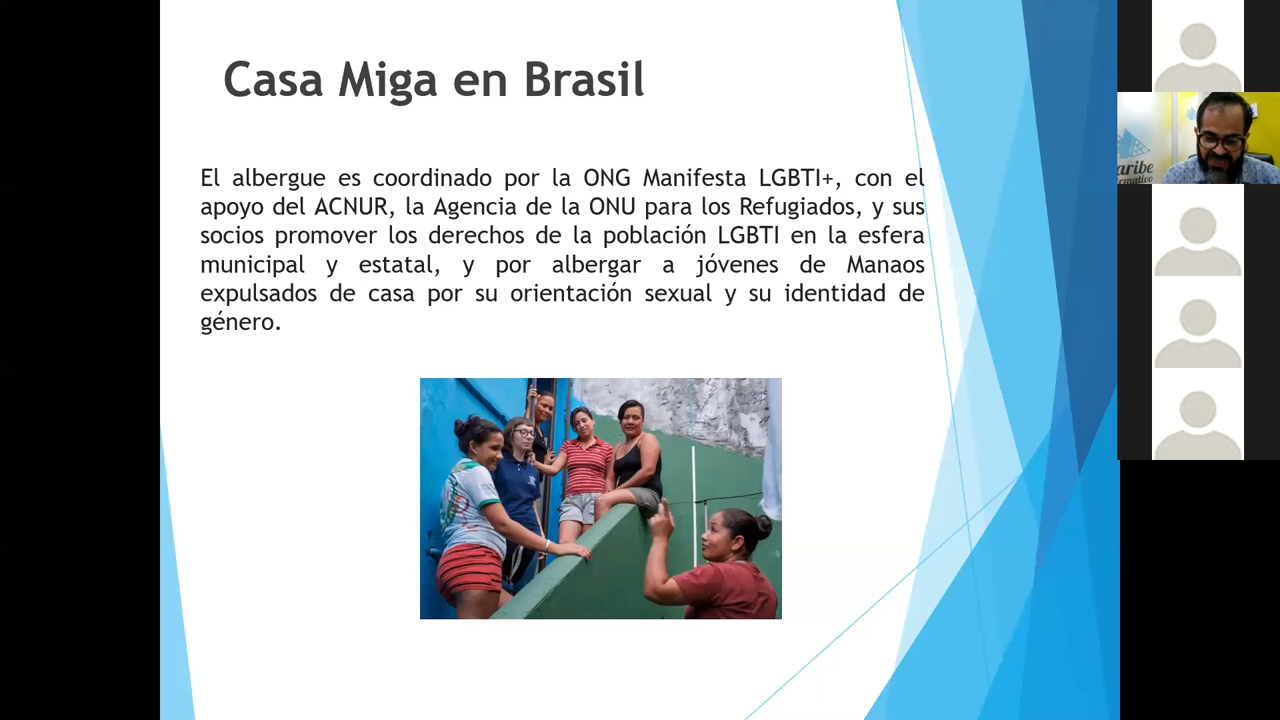 Casa Miga en Brasil
El albergue es coordinado por la ONG Manifesta LGBTI+, con el
apoyo del ACNUR, la Agencia de la ONU para los Refugiados, y sus
socios promover los derechos de la población LGBTI en la esfera
municipal y estatal, y por albergar a jóvenes de Manaos
expulsados de casa por su orientación sexual y su identidad de
género.
aribe
rmativo